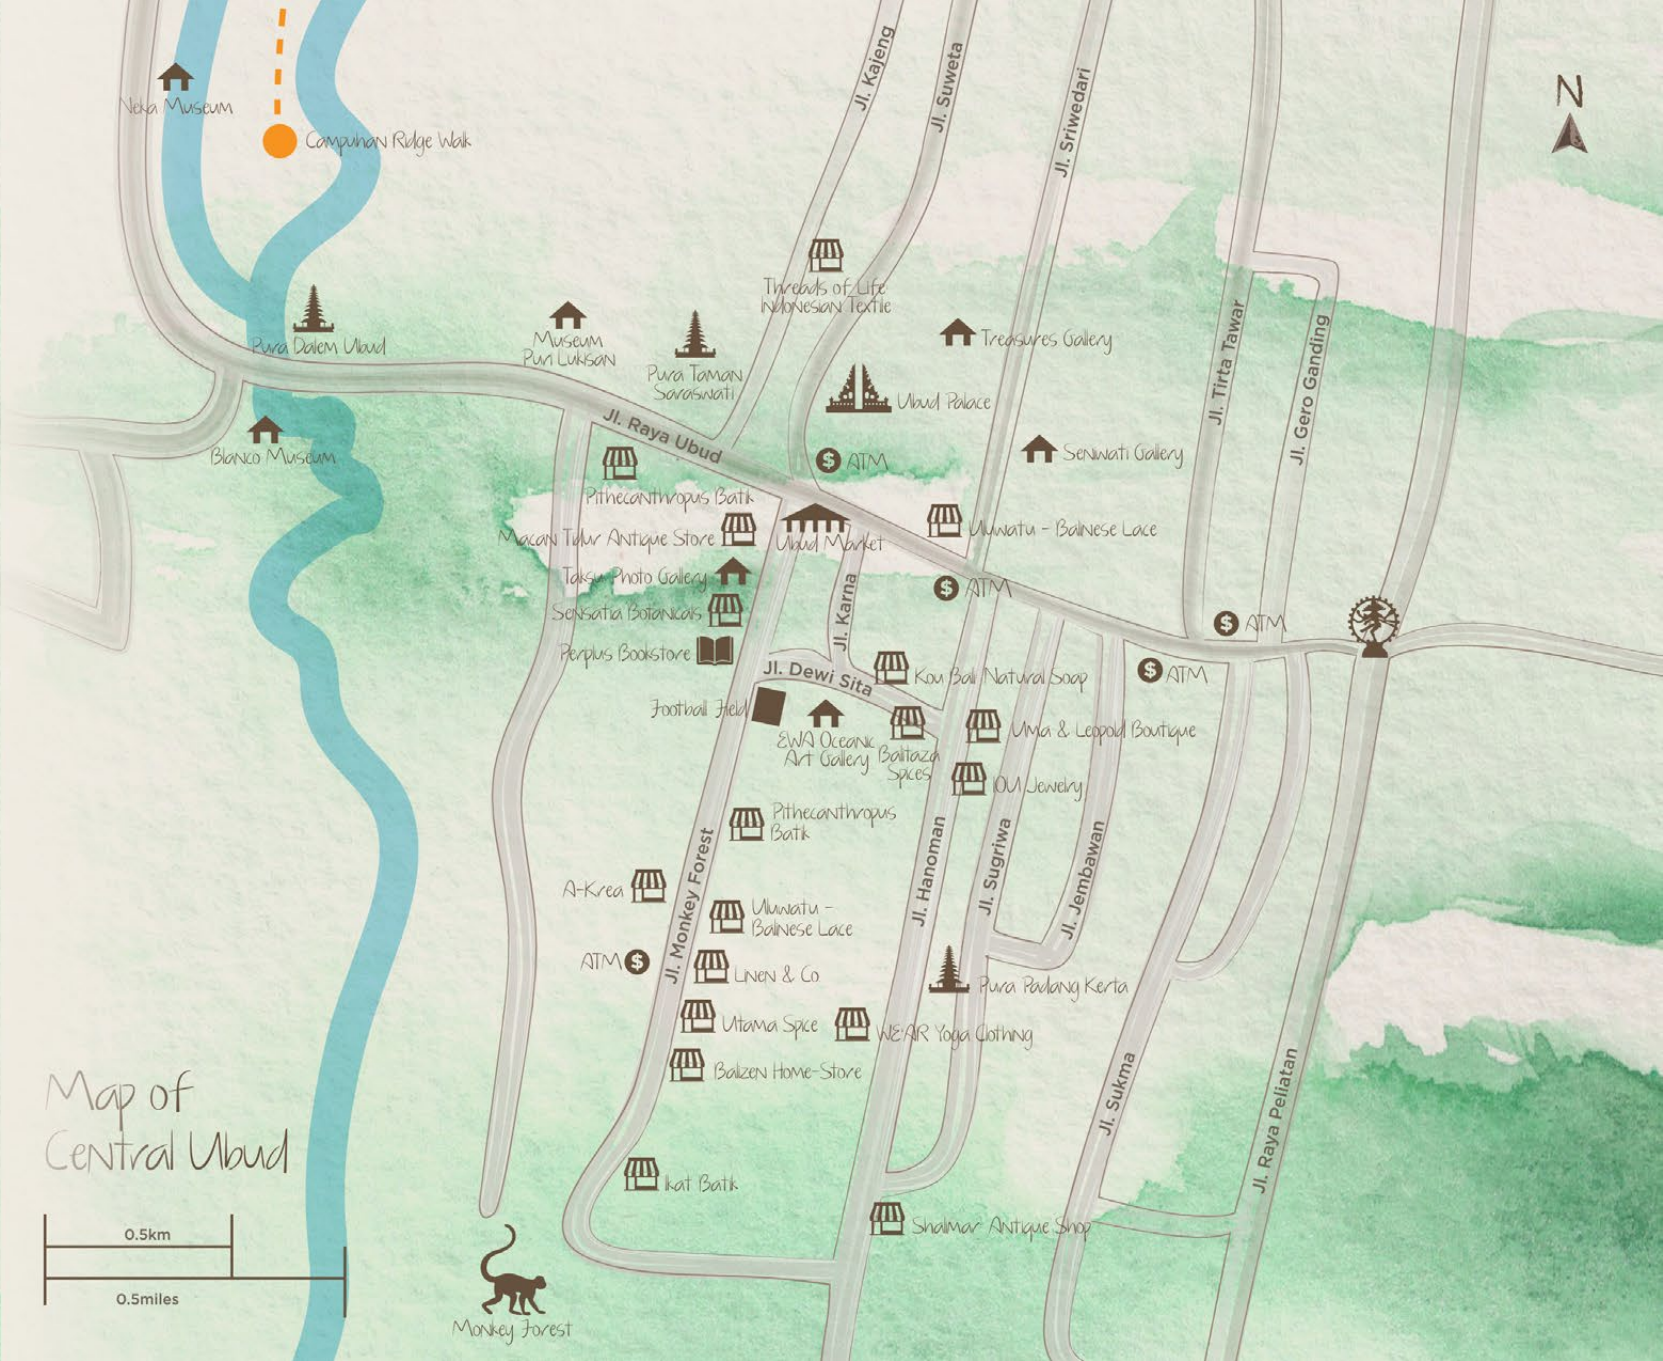 Jl. Kajeng
Jl. Suweta
Jl. Sriwedari
N
Neka Museum
Campuhan Ridge Walk
Threads of Life
Indonesian Textile
Pura Dalem Ubud
Museum
Puri Lukisan
Pura Taman
Saraswati
Treasures Gallery
Ubud Palace
Jl. Tirta Tawar
Jl. Gero Ganding
Jl. Raya Ubud
Blanco Museum
ATM
Seniwati Gallery
Pithecanthropus Batik
Macan Tidur Antique Store
Ubud Market
Uluwatu - Balinese Lace
Taksu Photo Gallery
ATM
Sensatia Botanicals
Jl. Karna
ATM
Periplus Bookstore
Jl. Dewi Sita
Kou Bali Natural Soap
ATM
Football Field
EWA Oceanic
Art Gallery
Balitaza
Spices
Uma & Leopold Boutique
IOU Jewelry
Pithecanthropus
Batik
Jl. Monkey Forest
Jl. Hanoman
Jl. Sugriwa
Jl. Jembawan
A-Krea
Uluwatu -
Balinese Lace
ATM
Linen & Co
Pura Padang Kerta
Utama Spice
WE'AR Yoga Clothing
Balizen Home-Store
Jl. Sukma
Jl. Raya Peliatan
Map of
Central Ubud
Ikat Batik
Shalimar Antique Shop
0.5km
0.5miles
Monkey Forest